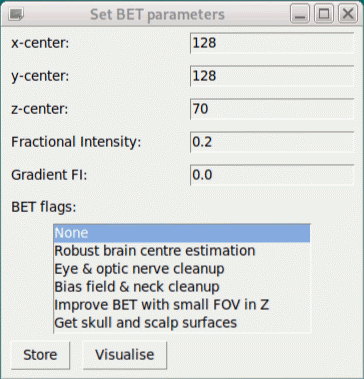 Set BET parameters
x-center: 128
y-center: 128
z-center: 70
Fractional Intensity: 0.2
Gradient FI: 0.0
BET flags:
None
Robust brain centre estimation
Eye & optic nerve cleanup
Bias field & neck cleanup
Improve BET with small FOV in Z
Get skull and scalp surfaces
Store Visualise